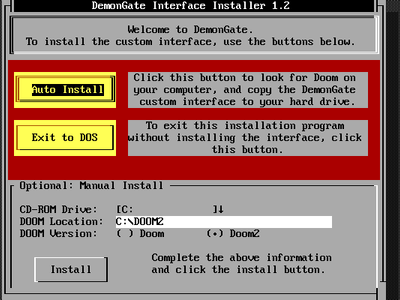 DemonGate Interface Installer 1.2
Welcome to DemonGate.
To install the custom interface, use the buttons below.
Auto Install
Click this button to look for Doom on
your computer, and copy the DemonGate
custom interface to your hard drive.
Exit to DOS
To exit this installation program
without installing the interface, click
this button.
Optional: Manual Install
CD-ROM Drive: [C: ]↓
DOOM Location: C:\DOOM2
DOOM Version: ( ) Doom (•) Doom2
Install
Complete the above information
and click the install button.